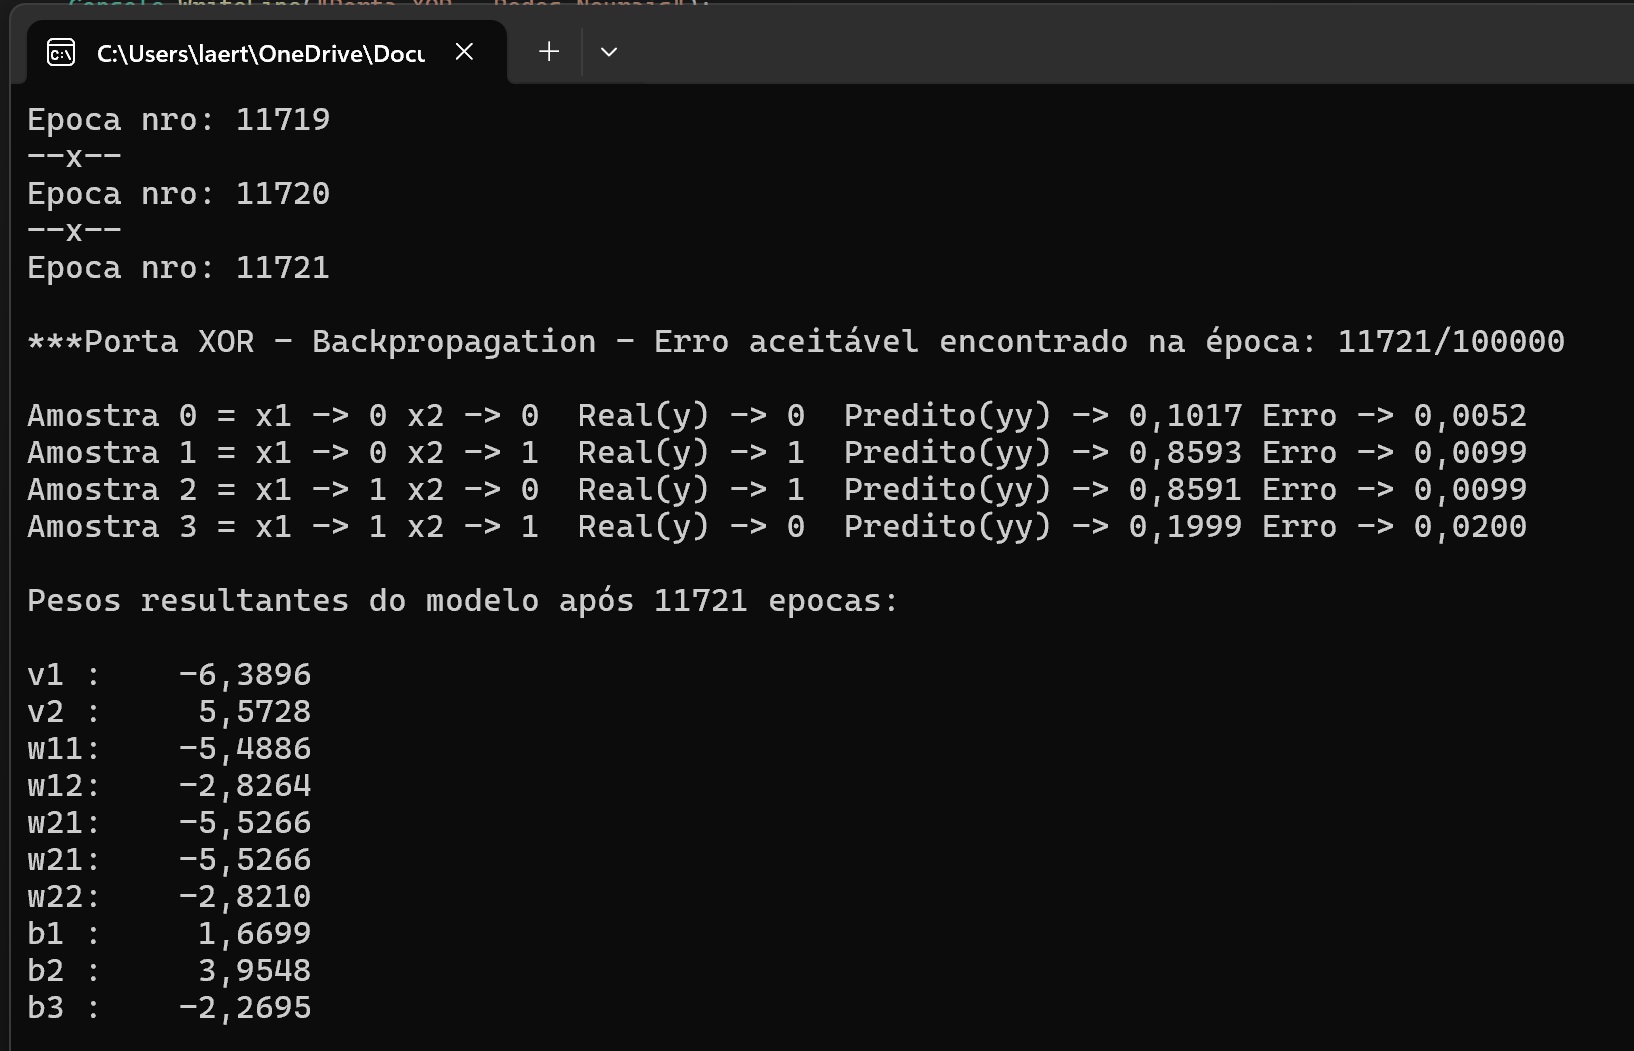 C:\Users\laert\OneDrive\Docu
Epoca nro: 11719
--x--
Epoca nro: 11720
--x--
Epoca nro: 11721
***Porta XOR - Backpropagation - Erro aceitável encontrado na época: 11721/100000
Amostra 0 = x1 -> 0 x2 -> 0  Real(y) -> 0  Predito(yy) -> 0,1017 Erro -> 0,0052
Amostra 1 = x1 -> 0 x2 -> 1  Real(y) -> 1  Predito(yy) -> 0,8593 Erro -> 0,0099
Amostra 2 = x1 -> 1 x2 -> 0  Real(y) -> 1  Predito(yy) -> 0,8591 Erro -> 0,0099
Amostra 3 = x1 -> 1 x2 -> 1  Real(y) -> 0  Predito(yy) -> 0,1999 Erro -> 0,0200
Pesos resultantes do modelo após 11721 epocas:
v1 :    -6,3896
v2 :     5,5728
w11:    -5,4886
w12:    -2,8264
w21:    -5,5266
w21:    -5,5266
w22:    -2,8210
b1 :     1,6699
b2 :     3,9548
b3 :    -2,2695